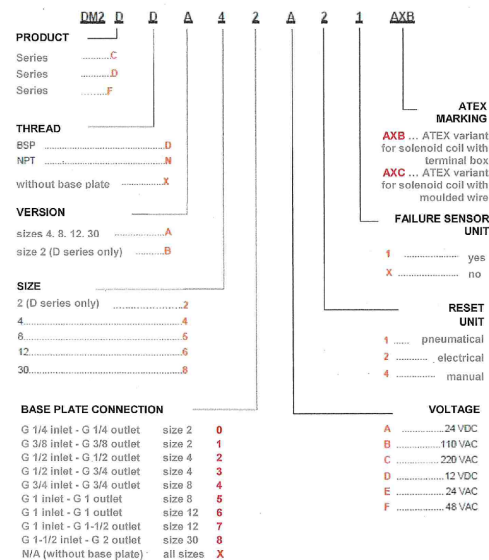 DM2 D D A 4 2 A 2 1 AXB
PRODUCT
Series ..........C
Series ..........D
Series ..........F
THREAD
BSP ..........D
NPT ..........N
without base plate ..........X
VERSION
sizes 4. 8. 12. 30 ..........A
size 2 (D series only) ..........B
SIZE
2 (D series only) ..........2
4..........4
8..........5
12..........6
30..........8
BASE PLATE CONNECTION
G 1/4 inlet - G 1/4 outlet size 2 0
G 3/8 inlet - G 3/8 outlet size 2 1
G 1/2 inlet - G 1/2 outlet size 4 2
G 1/2 inlet - G 3/4 outlet size 4 3
G 3/4 inlet - G 3/4 outlet size 8 4
G 1 inlet - G 1 outlet size 8 5
G 1 inlet - G 1 outlet size 12 6
G 1 inlet - G 1-1/2 outlet size 12 7
G 1-1/2 inlet - G 2 outlet size 30 8
N/A (without base plate) all sizes X
ATEX
MARKING
AXB ... ATEX variant
for solenoid coil with
terminal box
AXC ... ATEX variant
for solenoid coil with
moulded wire
FAILURE SENSOR
UNIT
1 .......... yes
X .......... no
RESET
UNIT
1 ..... pneumatical
2 .......... electrical
4 .......... manual
VOLTAGE
A ..........24 VDC
B ..........110 VAC
C ..........220 VAC
D ..........12 VDC
E ..........24 VAC
F ..........48 VAC